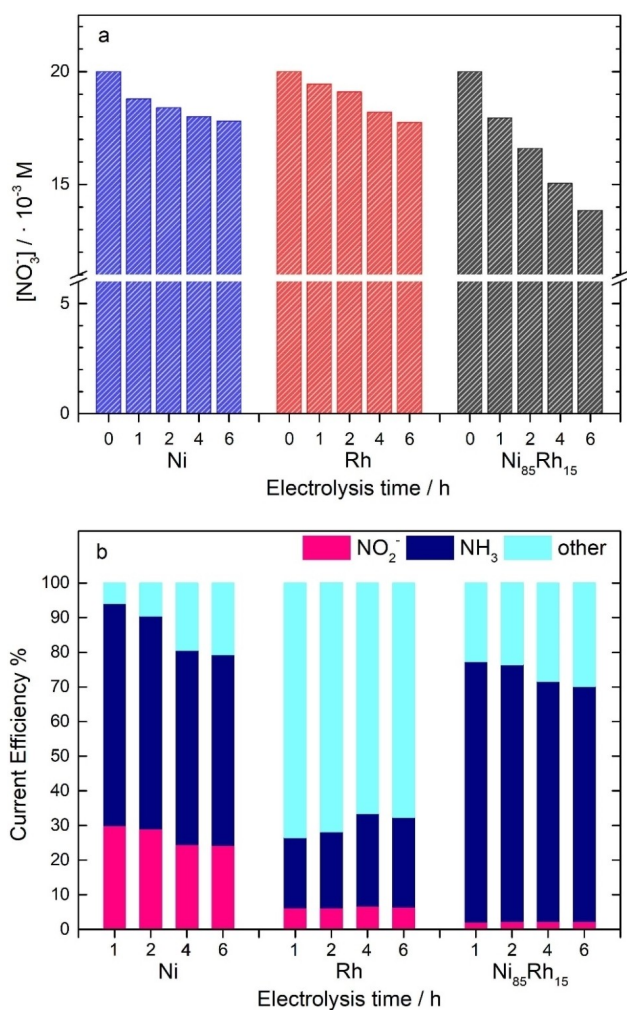 a
[NO₃⁻] / · 10⁻³ M
20
15
5
0
0 1 2 4 6 0 1 2 4 6 0 1 2 4 6
Ni Rh Ni₈₅Rh₁₅
Electrolysis time / h
b
NO₂⁻ NH₃ other
Current Efficiency %
100
90
80
70
60
50
40
30
20
10
0
1 2 4 6 1 2 4 6 1 2 4 6
Ni Rh Ni₈₅Rh₁₅
Electrolysis time / h